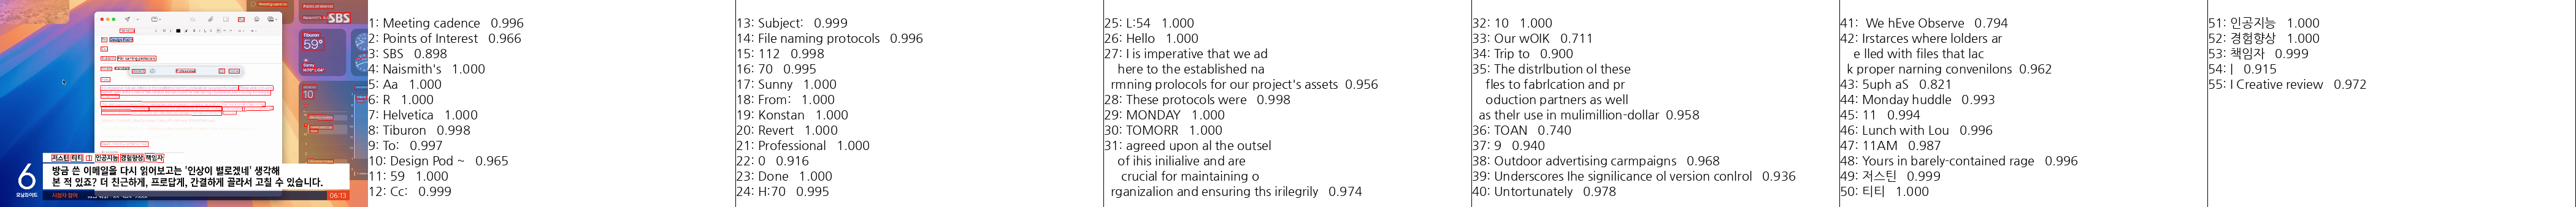 Meeting cadence
Points of Interest
SBS
Tiburon
59°
Sunny
저스틴 티티 | 인공지능 경험향상 책임자
방금 쓴 이메일을 다시 읽어보고는 '인상이 별로겠네' 생각해
본 적 있죠? 더 친근하게, 프로답게, 간결하게 골라서 고칠 수 있습니다.
6
모닝와이드
시청자 참여
06:13
1: Meeting cadence 0.996
2: Points of Interest 0.966
3: SBS 0.898
4: Naismith's 1.000
5: Aa 1.000
6: R 1.000
7: Helvetica 1.000
8: Tiburon 0.998
9: To: 0.997
10: Design Pod ~ 0.965
11: 59 1.000
12: Cc: 0.999
13: Subject: 0.999
14: File naming protocols 0.996
15: 112 0.998
16: 70 0.995
17: Sunny 1.000
18: From: 1.000
19: Konstan 1.000
20: Revert 1.000
21: Professional 1.000
22: 0 0.916
23: Done 1.000
24: H:70 0.995
25: L:54 1.000
26: Hello 1.000
27: I is imperative that we ad
here to the established na
rmning prolocols for our project's assets 0.956
28: These protocols were 0.998
29: MONDAY 1.000
30: TOMORR 1.000
31: agreed upon al the outsel
of ihis inilialive and are
crucial for maintaining o
rganizalion and ensuring ths irilegrily 0.974
32: 10 1.000
33: Our wOIK 0.711
34: Trip to 0.900
35: The distrlbution ol these
fles to fabrlcation and pr
oduction partners as well
as thelr use in mulimillion-dollar 0.958
36: TOAN 0.740
37: 9 0.940
38: Outdoor advertising carmpaigns 0.968
39: Underscores lhe signilicance ol version conlrol 0.936
40: Untortunately 0.978
41: We hEve Observe 0.794
42: Irstarces where lolders ar
e lled with files that lac
k proper narning convenilons 0.962
43: 5uph aS 0.821
44: Monday huddle 0.993
45: 11 0.994
46: Lunch with Lou 0.996
47: 11AM 0.987
48: Yours in barely-contained rage 0.996
49: 저스틴 0.999
50: 티티 1.000
51: 인공지능 1.000
52: 경험향상 1.000
53: 책임자 0.999
54: | 0.915
55: I Creative review 0.972